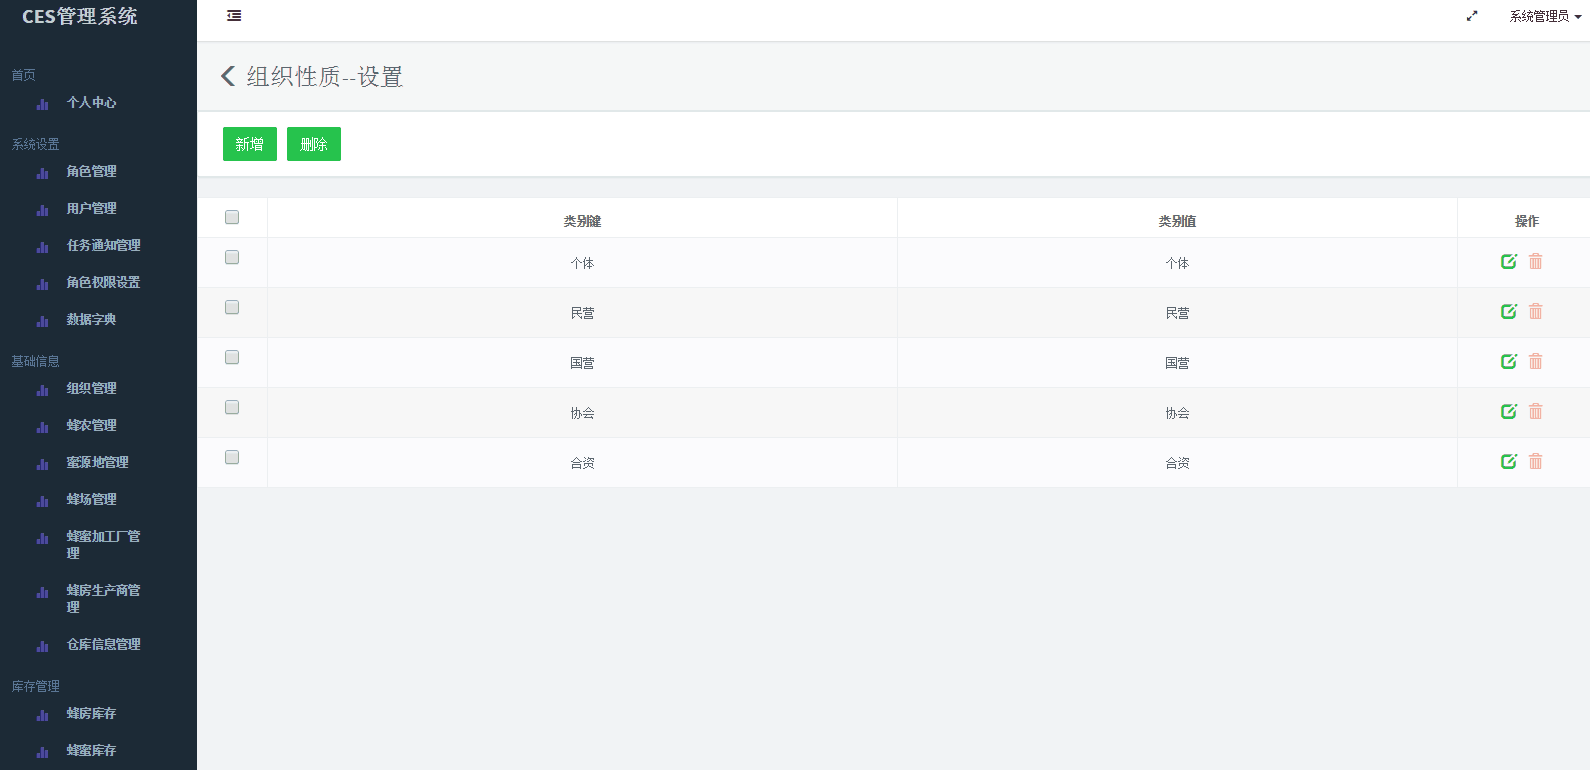 CES管理系统
系统管理员
首页
个人中心
系统设置
角色管理
用户管理
任务通知管理
角色权限设置
数据字典
基础信息
组织管理
蜂农管理
蜜源地管理
蜂场管理
蜂蜜加工厂管
理
蜂房生产商管
理
仓库信息管理
库存管理
蜂房库存
蜂蜜库存
组织性质--设置
新增 删除
类别键 类别值 操作
个体 个体
民营 民营
国营 国营
协会 协会
合资 合资